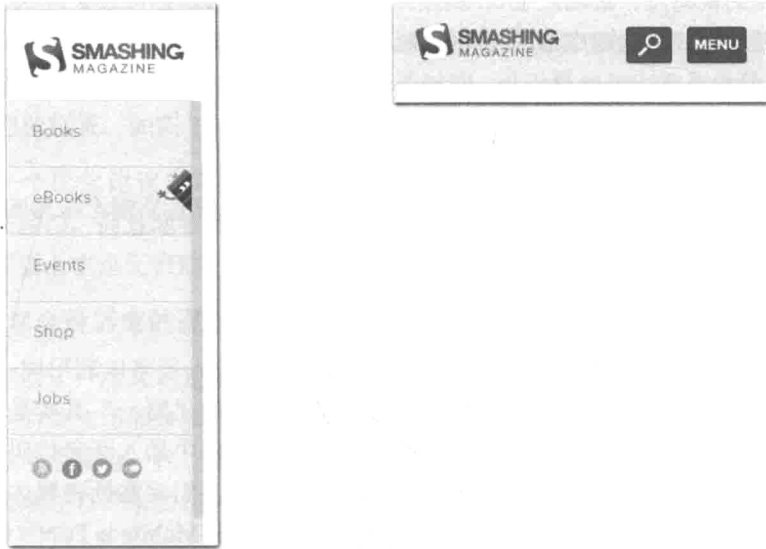 SMASHING
MAGAZINE
Books
eBooks
Events
Shop
Jobs
SMASHING
MAGAZINE
MENU